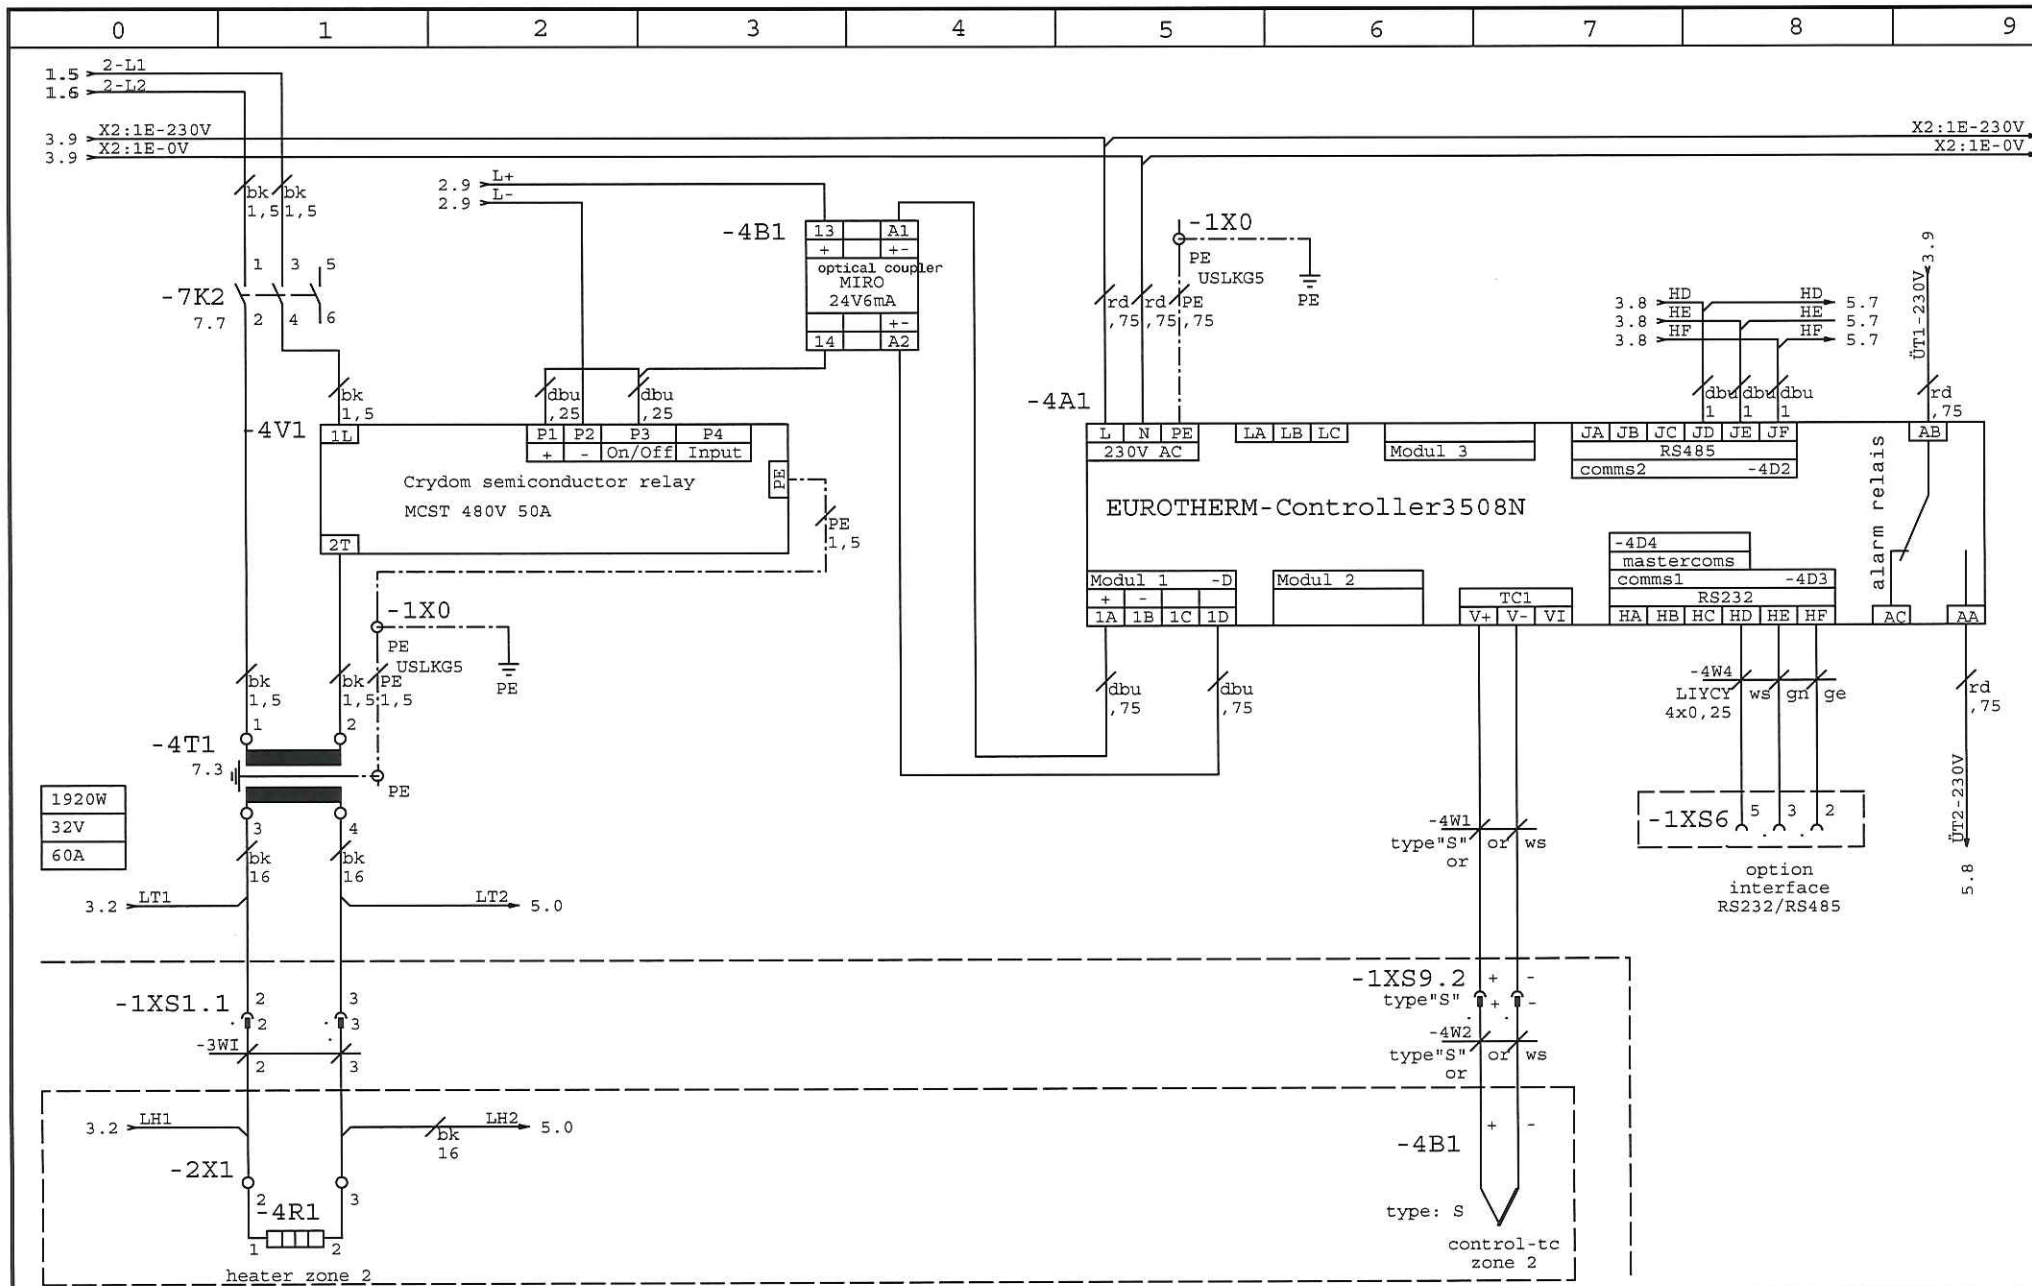 0 1 2 3 4 5 6 7 8 9
1.5 2-L1
1.6 2-L2
3.9 X2:1E-230V
3.9 X2:1E-0V
X2:1E-230V
X2:1E-0V
bk bk
1,5 1,5
2.9 L+
2.9 L-
-4B1
13 A1
+ +-
optical coupler
MIRO
24V6mA
+-
14 A2
-1X0
PE
USLKG5
PE
rd rd PE
,75 ,75 ,75
1 3 5
-7K2
7.7
2 4 6
bk
1,5
dbu dbu
,25 ,25
3.8 HD HD 5.7
3.8 HE HE 5.7
3.8 HF HF 5.7
dbu dbu dbu
1 1 1
3.9
ÜT1-230V
rd
,75
-4V1
1L
P1 P2 P3 P4
+ - On/Off Input
Crydom semiconductor relay
MCST 480V 50A
PE
2T
PE
1,5
-4A1
L N PE
230V AC
LA LB LC
Modul 3
JA JB JC JD JE JF
RS485
comms2 -4D2
AB
alarm relais
EUROTHERM-Controller3508N
-4D4
mastercoms
comms1 -4D3
RS232
HA HB HC HD HE HF
AC AA
Modul 1 -D
+ -
1A 1B 1C 1D
Modul 2
TC1
V+ V- VI
-1X0
PE
USLKG5
PE
bk bk PE
1,5 1,5 1,5
dbu dbu
,75 ,75
-4W4
LIYCY ws gn ge
4x0,25
rd
,75
1 2
-4T1
7.3
PE
3 4
1920W
32V
60A
bk bk
16 16
3.2 LT1
LT2 5.0
-4W1
type"S" or ws
or
-1XS6 5 3 2
option
interface
RS232/RS485
ÜT2-230V
5.8
-1XS1.1
2 3
2 3
-3WI
2 3
-1XS9.2 + -
type"S" + -
-4W2
type"S" or ws
or
3.2 LH1
LH2 5.0
bk
16
-2X1
2 3
-4R1
1 2
heater zone 2
+ -
-4B1
type: S
control-tc
zone 2